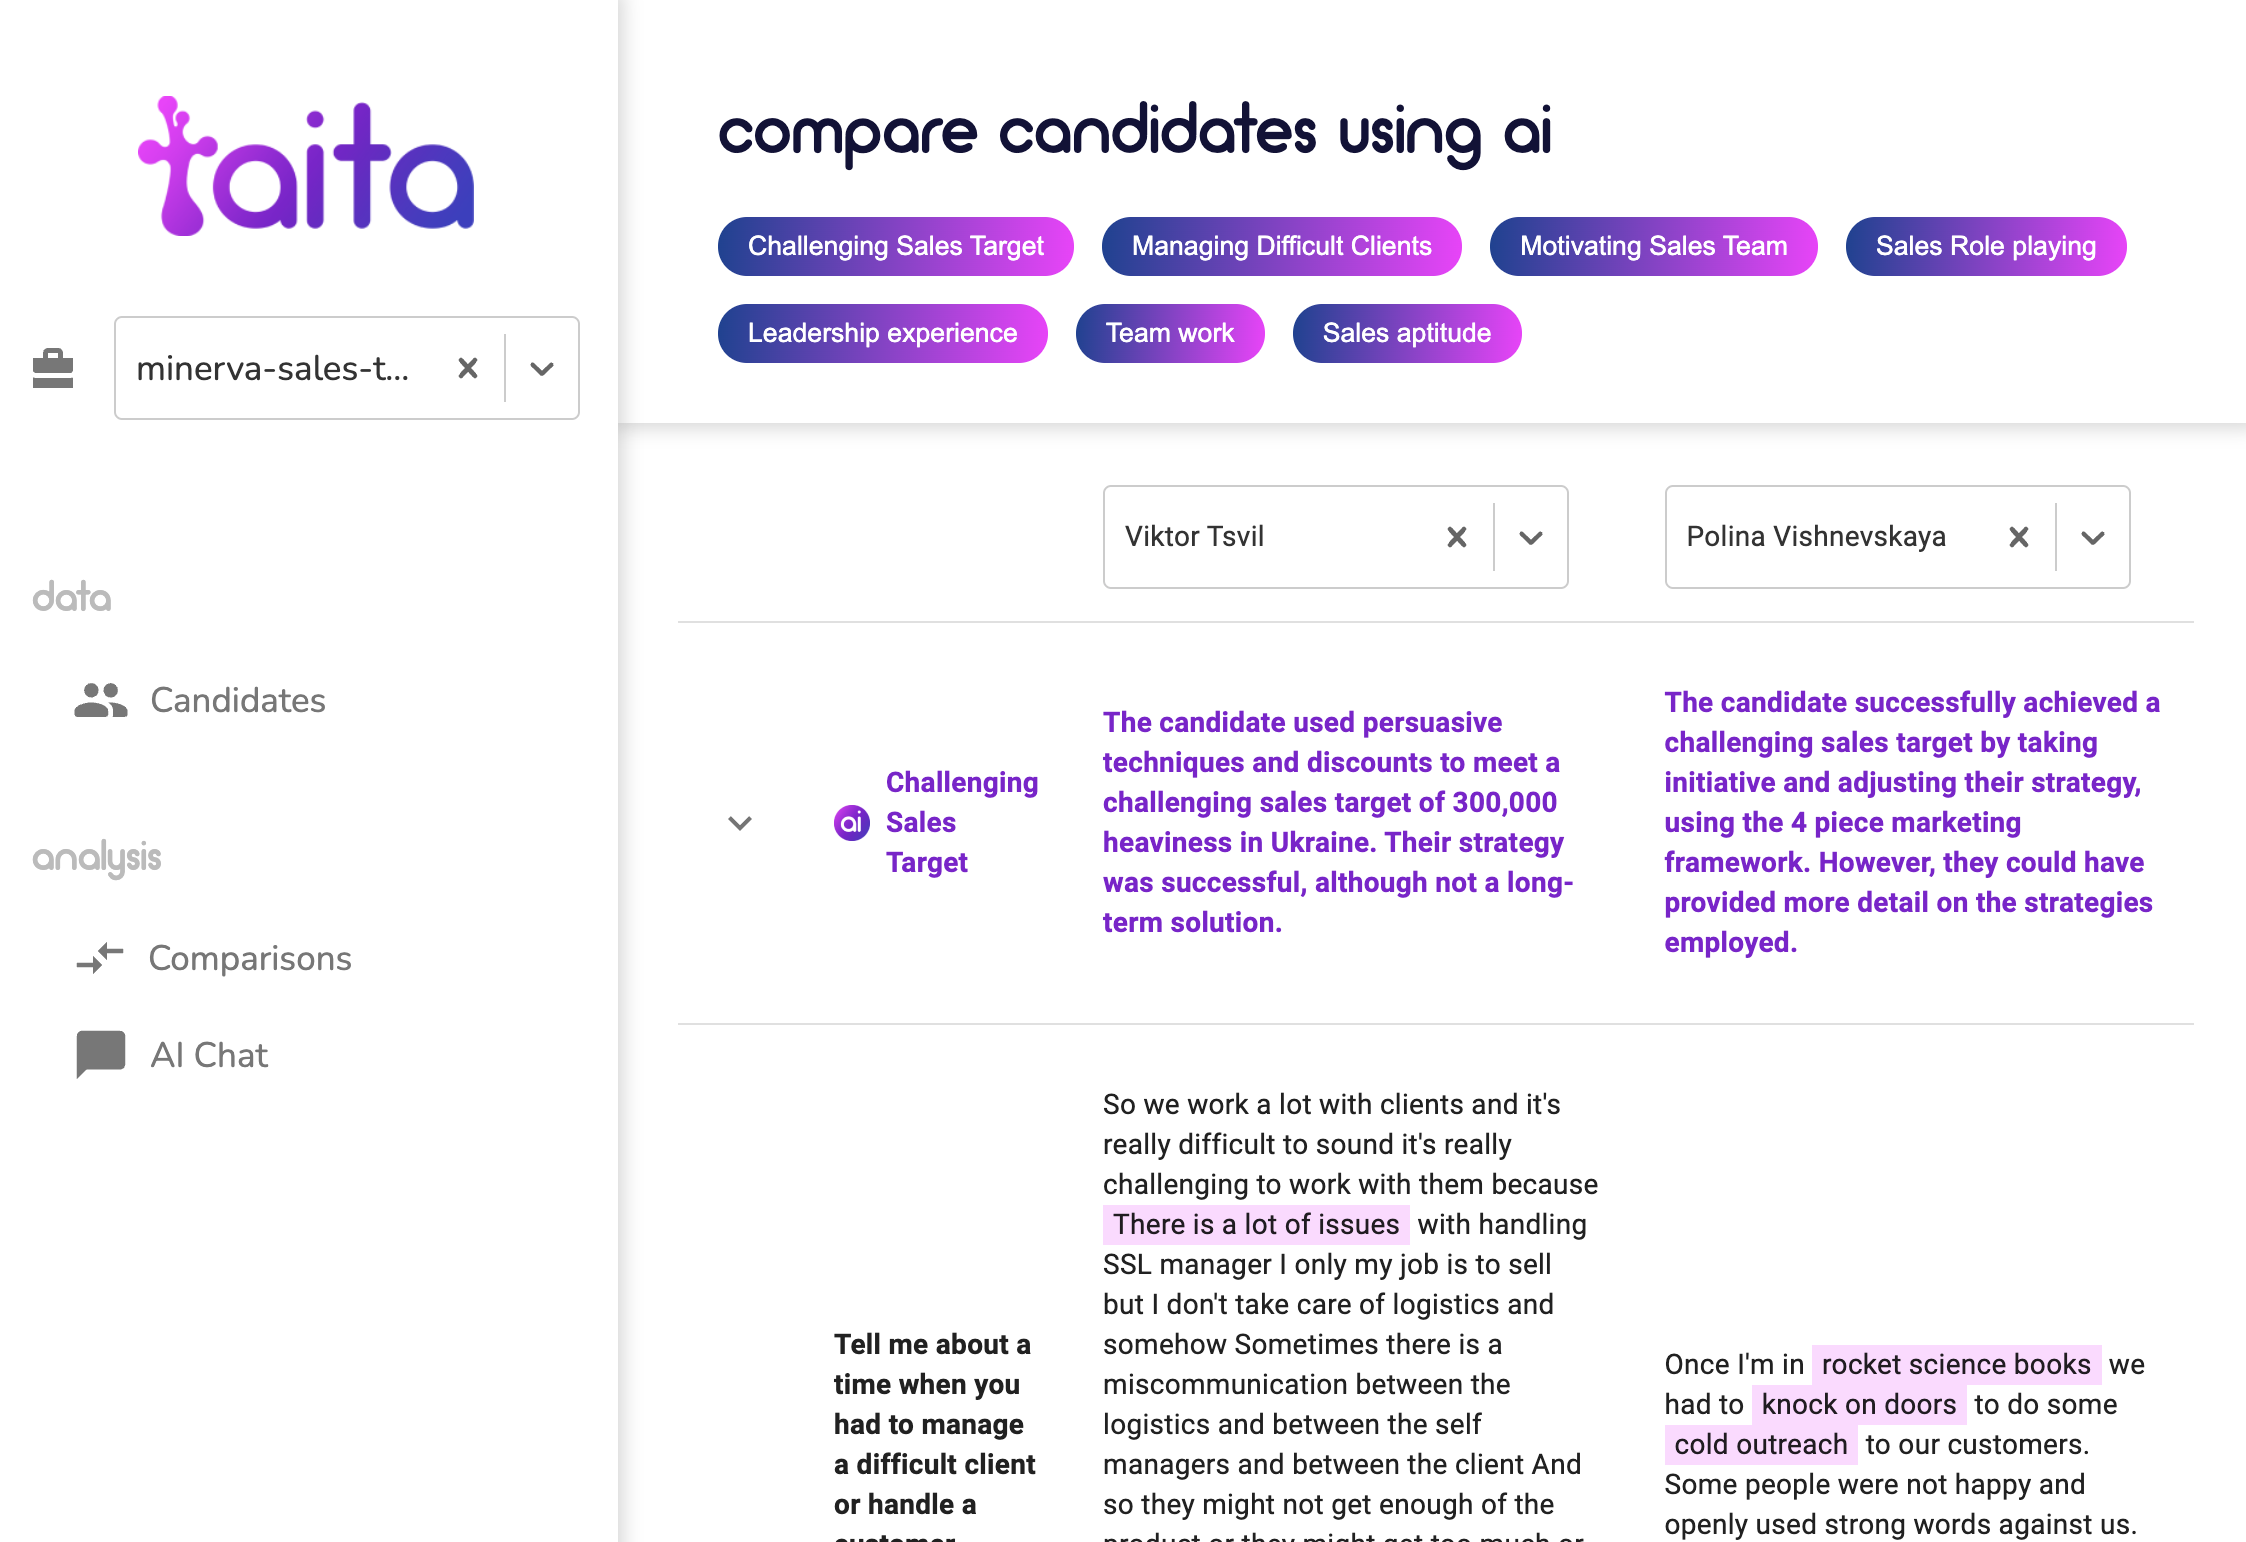 taita
minerva-sales-t...
data
Candidates
analysis
Comparisons
AI Chat
compare candidates using ai
Challenging Sales Target
Managing Difficult Clients
Motivating Sales Team
Sales Role playing
Leadership experience
Team work
Sales aptitude
Viktor Tsvil
Polina Vishnevskaya
ai
Challenging
Sales
Target
The candidate used persuasive
techniques and discounts to meet a
challenging sales target of 300,000
heaviness in Ukraine. Their strategy
was successful, although not a long-
term solution.
The candidate successfully achieved a
challenging sales target by taking
initiative and adjusting their strategy,
using the 4 piece marketing
framework. However, they could have
provided more detail on the strategies
employed.
Tell me about a
time when you
had to manage
a difficult client
or handle a
customer
So we work a lot with clients and it's
really difficult to sound it's really
challenging to work with them because
There is a lot of issues with handling
SSL manager I only my job is to sell
but I don't take care of logistics and
somehow Sometimes there is a
miscommunication between the
logistics and between the self
managers and between the client And
so they might not get enough of the
product or they might get too much or
Once I'm in rocket science books we
had to knock on doors to do some
cold outreach to our customers.
Some people were not happy and
openly used strong words against us.